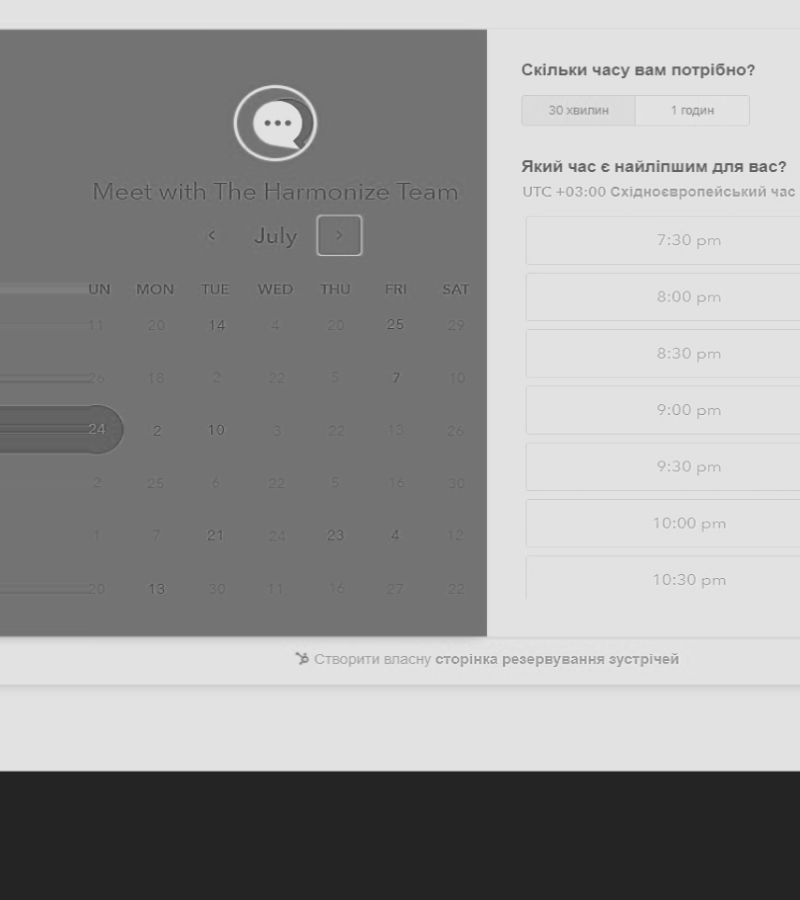 Meet with The Harmonize Team
July
UN MON TUE WED THU FRI SAT
11 20 14 4 20 25 29
26 18 2 22 5 7 10
24 2 10 3 22 13 26
2 25 6 22 5 16 30
1 7 21 24 23 4 12
20 13 30 11 16 27 22
Скільки часу вам потрібно?
30 хвилин 1 годин
Який час є найліпшим для вас?
UTC +03:00 Східноєвропейський час
7:30 pm
8:00 pm
8:30 pm
9:00 pm
9:30 pm
10:00 pm
10:30 pm
Створити власну сторінка резервування зустрічей